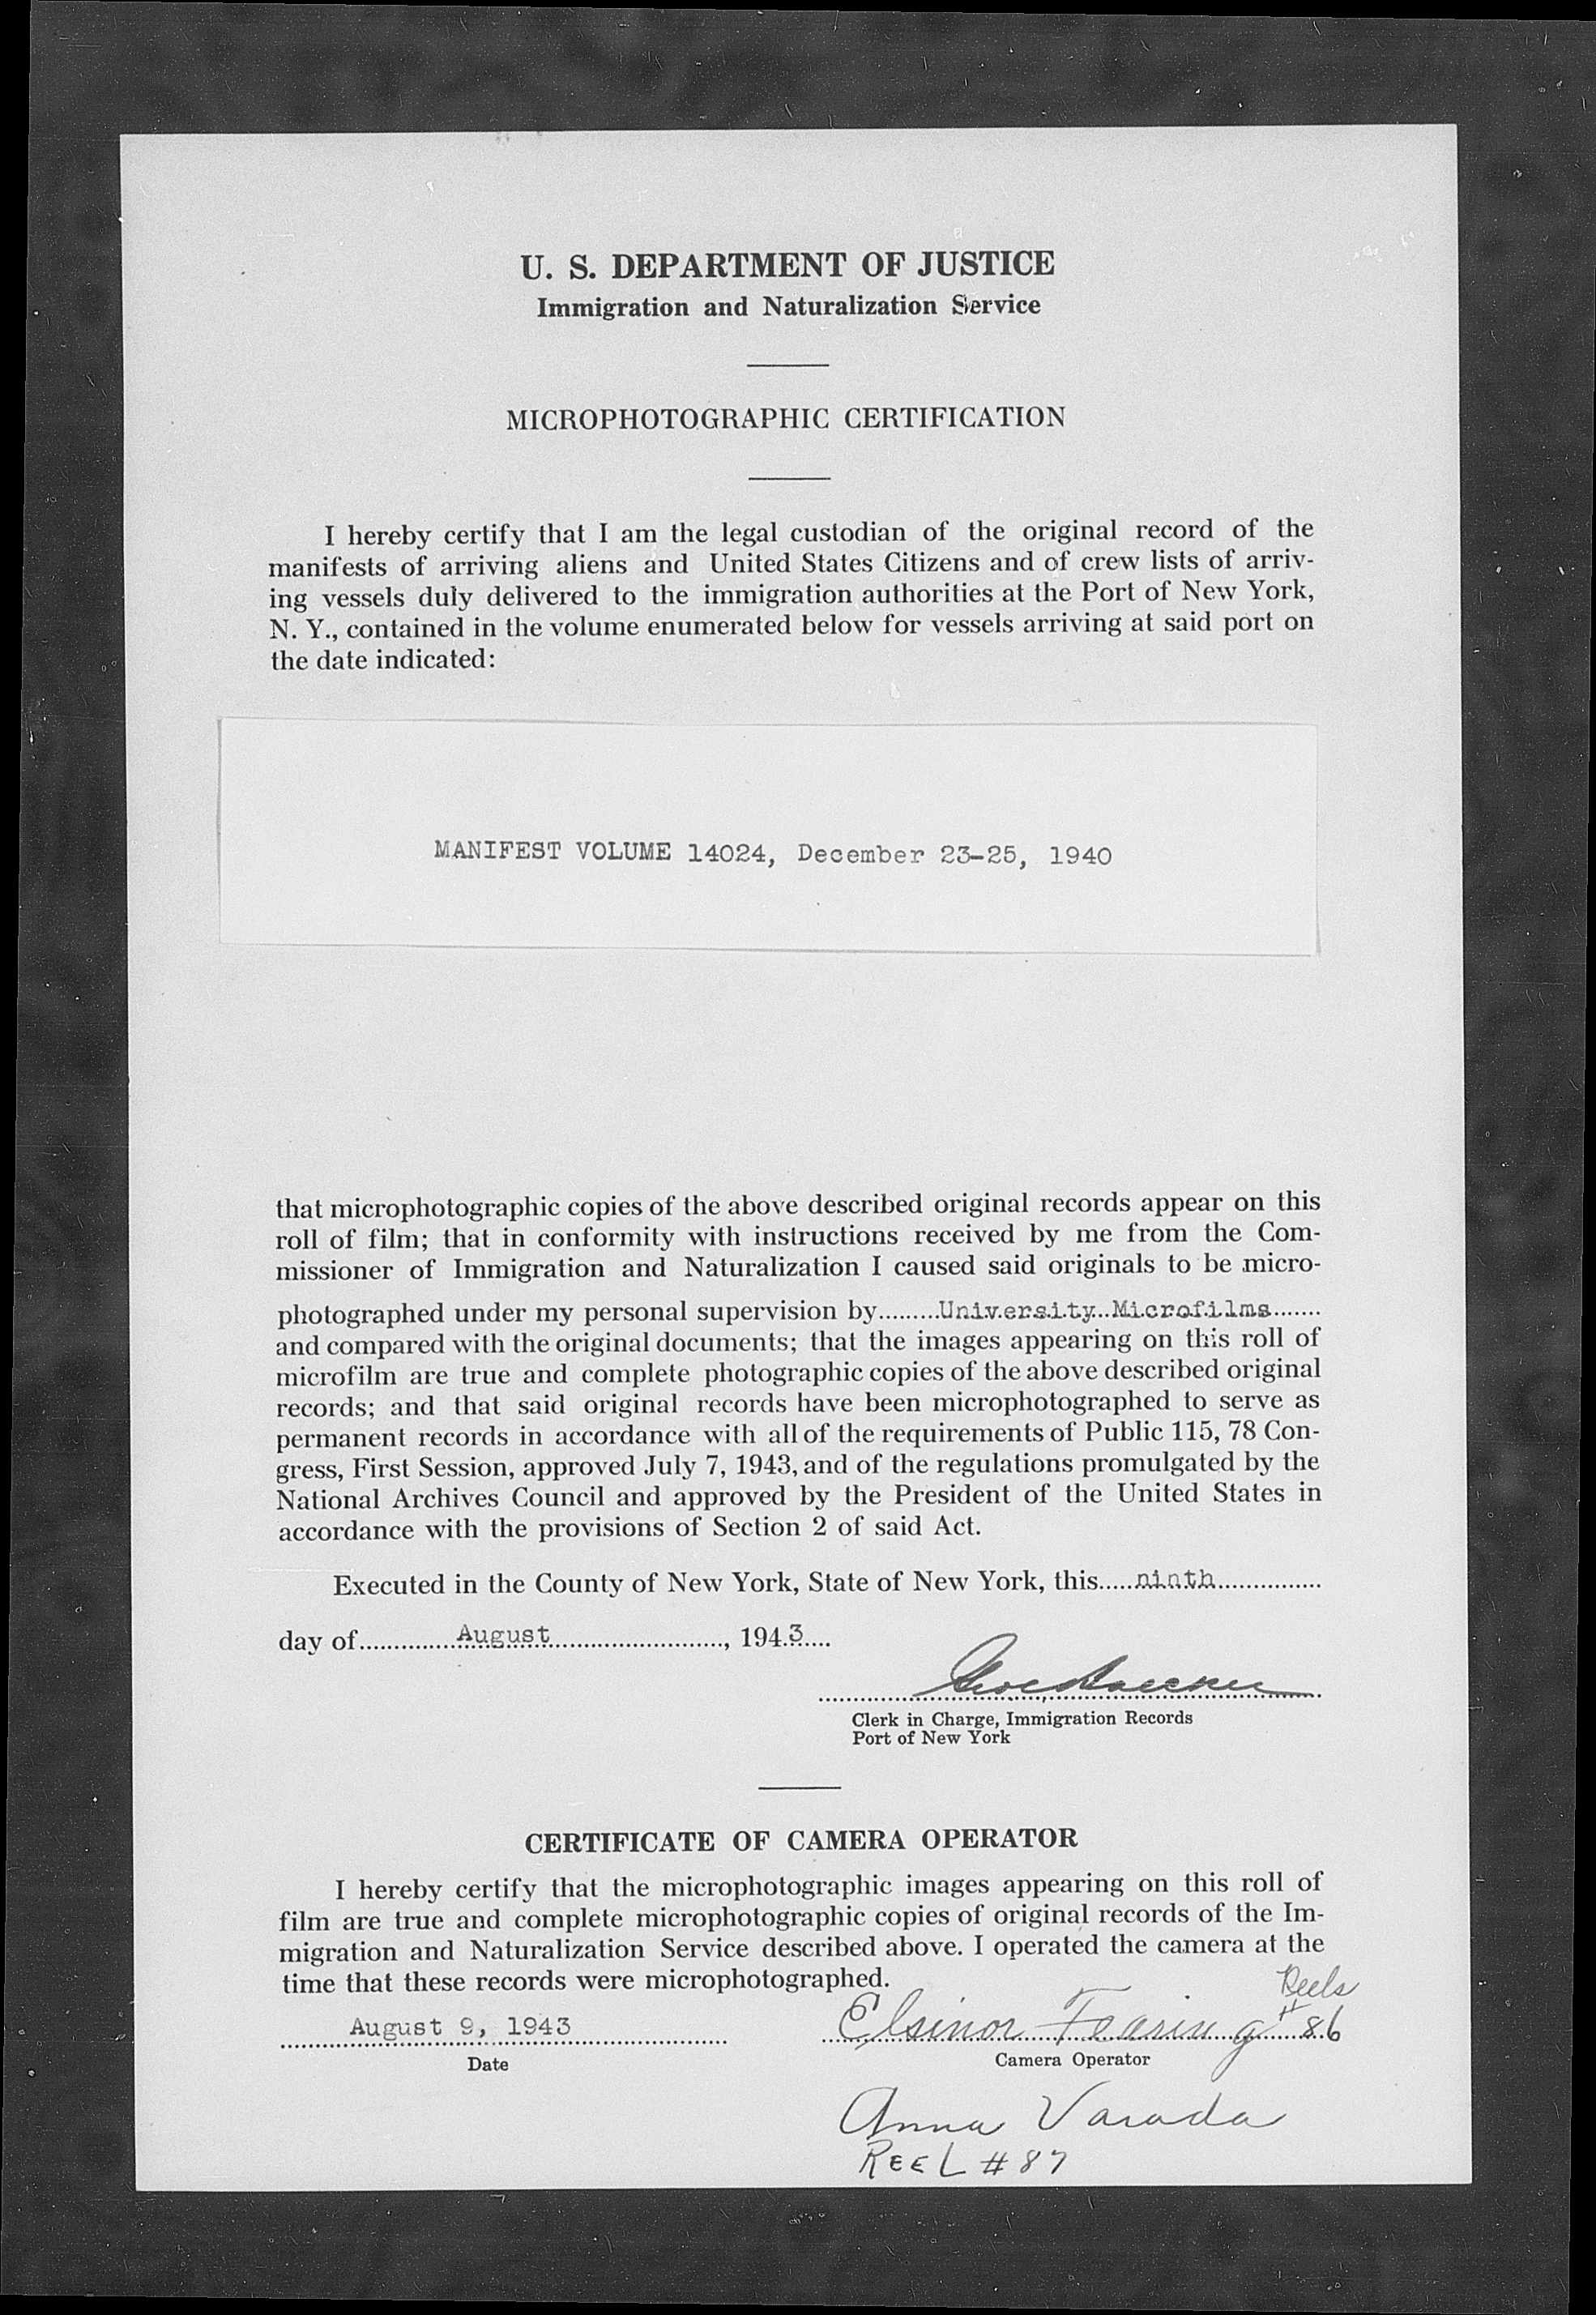 U. S. DEPARTMENT OF JUSTICE
Immigration and Naturalization Service
MICROPHOTOGRAPHIC CERTIFICATION
I hereby certify that I am the legal custodian of the original record of the
manifests of arriving aliens and United States Citizens and of crew lists of arriv-
ing vessels duly delivered to the immigration authorities at the Port of New York,
N. Y., contained in the volume enumerated below for vessels arriving at said port on
the date indicated:
MANIFEST VOLUME 14024, December 23-25, 1940
that microphotographic copies of the above described original records appear on this
roll of film; that in conformity with instructions received by me from the Com-
missioner of Immigration and Naturalization I caused said originals to be micro-
photographed under my personal supervision by.........University Microfilms........
and compared with the original documents; that the images appearing on this roll of
microfilm are true and complete photographic copies of the above described original
records; and that said original records have been microphotographed to serve as
permanent records in accordance with all of the requirements of Public 115, 78 Con-
gress, First Session, approved July 7, 1943, and of the regulations promulgated by the
National Archives Council and approved by the President of the United States in
accordance with the provisions of Section 2 of said Act.
Executed in the County of New York, State of New York, this.....ninth................
day of...............August.........................., 1943....
Clerk in Charge, Immigration Records
Port of New York
CERTIFICATE OF CAMERA OPERATOR
I hereby certify that the microphotographic images appearing on this roll of
film are true and complete microphotographic copies of original records of the Im-
migration and Naturalization Service described above. I operated the camera at the
time that these records were microphotographed.
Reels
August 9, 1943 Elsinor Fearing # 86
Date Camera Operator
Anna Varada
REEL # 87